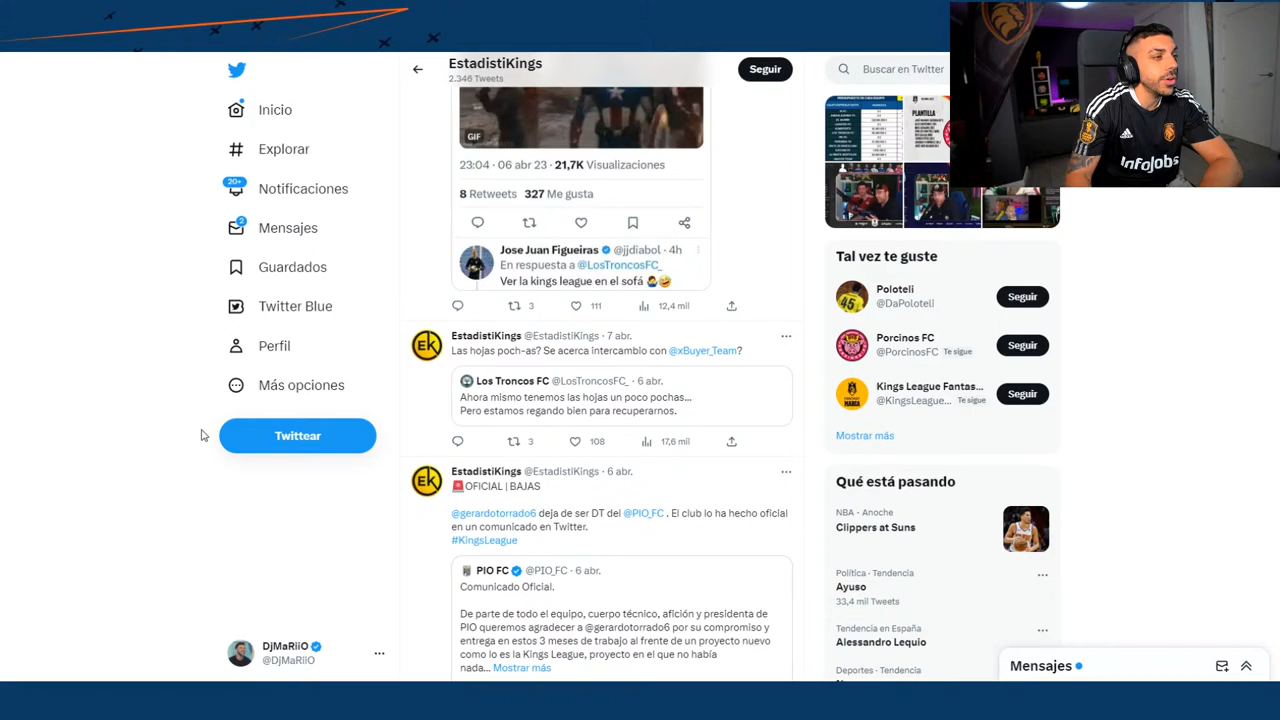 EstadistiKings
2.346 Tweets
Seguir
Buscar en Twitter
Inicio
Explorar
20+
Notificaciones
2
Mensajes
Guardados
Twitter Blue
Perfil
Más opciones
Twittear
DjMaRiiO
@DjMaRiiO
GIF
23:04 · 06 abr 23 · 21,7K Visualizaciones
8 Retweets 327 Me gusta
Jose Juan Figueiras @jjdiabol · 4h
En respuesta a @LosTroncosFC_
Ver la kings league en el sofá 🤷‍♂️🤣
3 111 12,4 mil
EK
EstadistiKings @EstadistiKings · 7 abr.
Las hojas poch-as? Se acerca intercambio con @xBuyer_Team?
Los Troncos FC @LosTroncosFC_ · 6 abr.
Ahora mismo tenemos las hojas un poco pochas...
Pero estamos regando bien para recuperarnos.
3 108 17,6 mil
EK
EstadistiKings @EstadistiKings · 6 abr.
🚨OFICIAL | BAJAS
@gerardotorrado6 deja de ser DT del @PIO_FC . El club lo ha hecho oficial
en un comunicado en Twitter.
#KingsLeague
PIO FC @PIO_FC · 6 abr.
Comunicado Oficial.
De parte de todo el equipo, cuerpo técnico, afición y presidenta de
PIO queremos agradecer a @gerardotorrado6 por su compromiso y
entrega en estos 3 meses de trabajo al frente de un proyecto nuevo
como lo es la Kings League, proyecto en el que no había
nada... Mostrar más
PLANTILLA
InfoJobs
adidas
Tal vez te guste
45
Poloteli
@DaPoloteli
Seguir
Porcinos FC
@PorcinosFC Te sigue
Seguir
Kings League Fantas...
@KingsLeague... Te sigue
Seguir
Mostrar más
Qué está pasando
NBA · Anoche
Clippers at Suns
Política · Tendencia
Ayuso
33,4 mil Tweets
Tendencia en España
Alessandro Lequio
Deportes · Tendencia
Mensajes